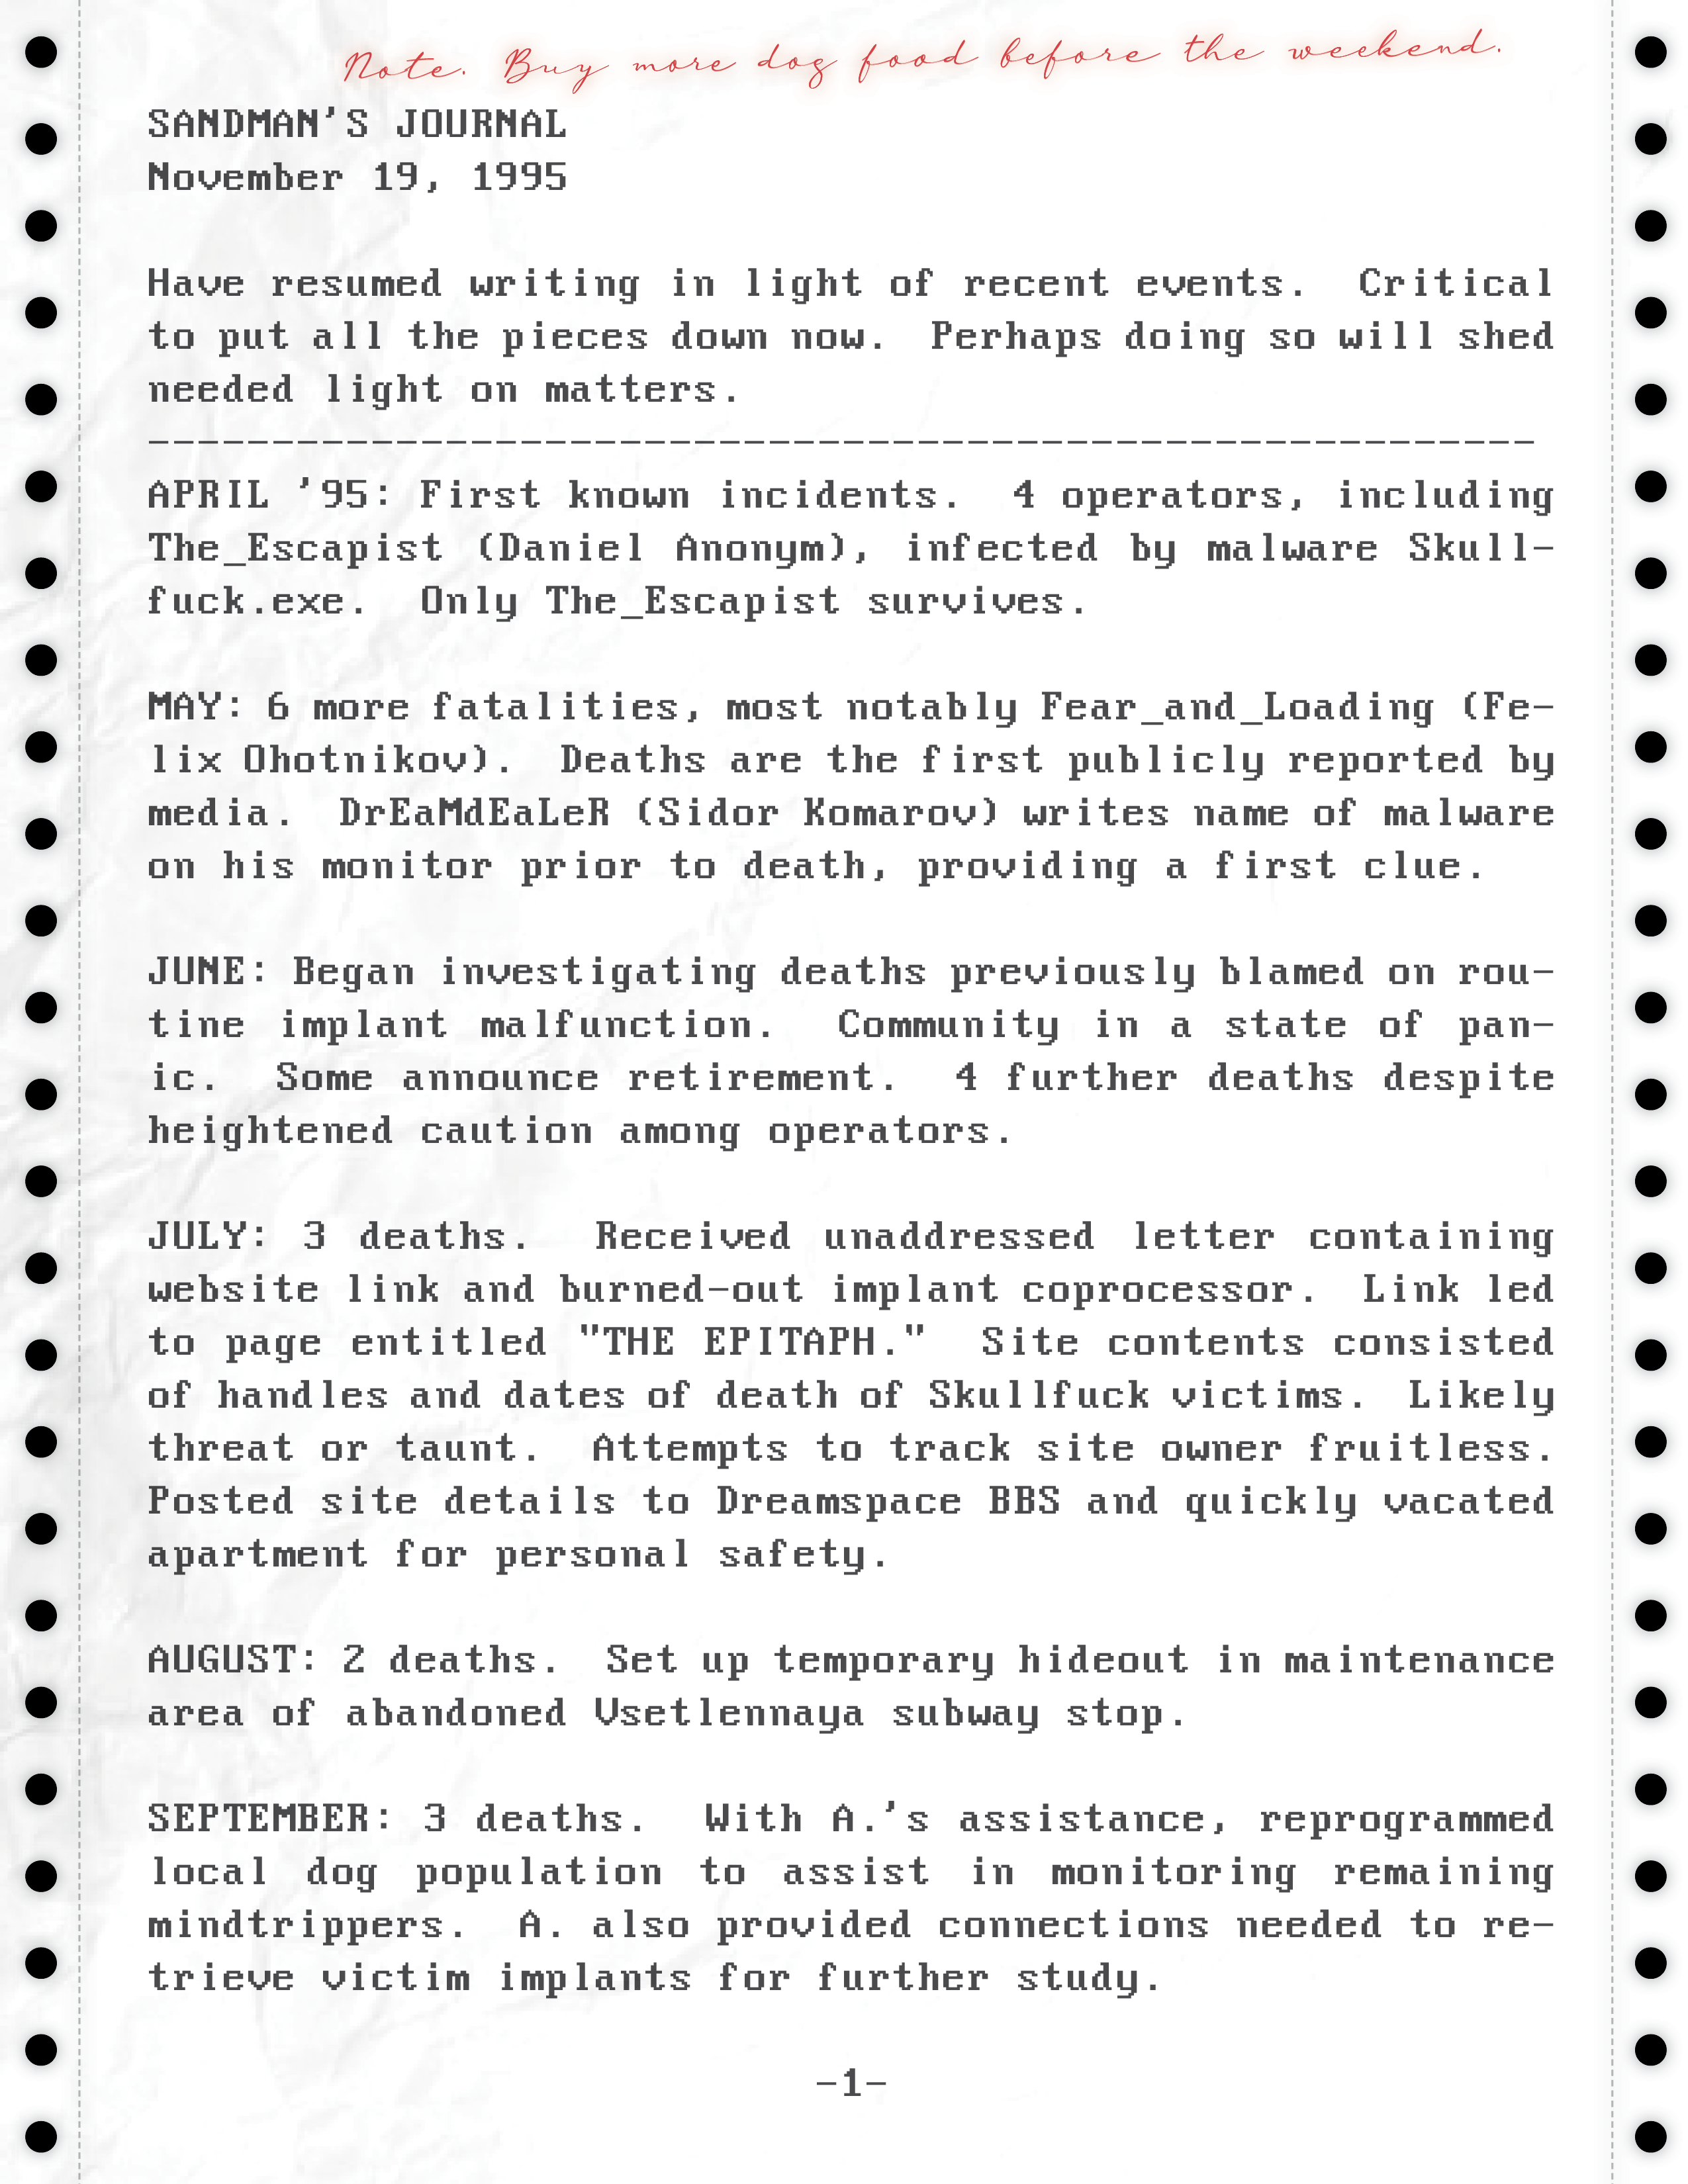 Note. Buy more dog food before the weekend.
SANDMAN'S JOURNAL
November 19, 1995
Have resumed writing in light of recent events.  Critical
to put all the pieces down now.  Perhaps doing so will shed
needed light on matters.
---------------------------------------------------------
APRIL '95: First known incidents.  4 operators, including
The_Escapist (Daniel Anonym), infected by malware Skull-
fuck.exe.  Only The_Escapist survives.
MAY: 6 more fatalities, most notably Fear_and_Loading (Fe-
lix Ohotnikov).  Deaths are the first publicly reported by
media.  DrEaMdEaLeR (Sidor Komarov) writes name of malware
on his monitor prior to death, providing a first clue.
JUNE: Began investigating deaths previously blamed on rou-
tine implant malfunction.  Community in a state of pan-
ic.  Some announce retirement.  4 further deaths despite
heightened caution among operators.
JULY: 3 deaths.  Received unaddressed letter containing
website link and burned-out implant coprocessor.  Link led
to page entitled "THE EPITAPH."  Site contents consisted
of handles and dates of death of Skullfuck victims.  Likely
threat or taunt.  Attempts to track site owner fruitless.
Posted site details to Dreamspace BBS and quickly vacated
apartment for personal safety.
AUGUST: 2 deaths.  Set up temporary hideout in maintenance
area of abandoned Vsetlennaya subway stop.
SEPTEMBER: 3 deaths.  With A.'s assistance, reprogrammed
local dog population to assist in monitoring remaining
mindtrippers.  A. also provided connections needed to re-
trieve victim implants for further study.
-1-